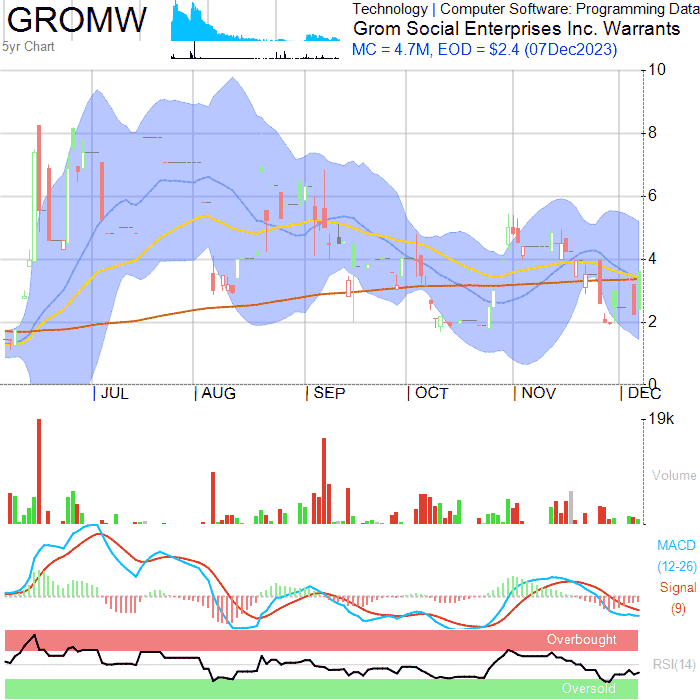 GROMW
5yr Chart
Technology | Computer Software: Programming Data
Grom Social Enterprises Inc. Warrants
MC = 4.7M, EOD = $2.4 (07Dec2023)
10
8
6
4
2
0
| JUL | AUG | SEP | OCT | NOV | DEC
19k
Volume
MACD
(12-26)
Signal
(9)
Overbought
RSI(14)
Oversold